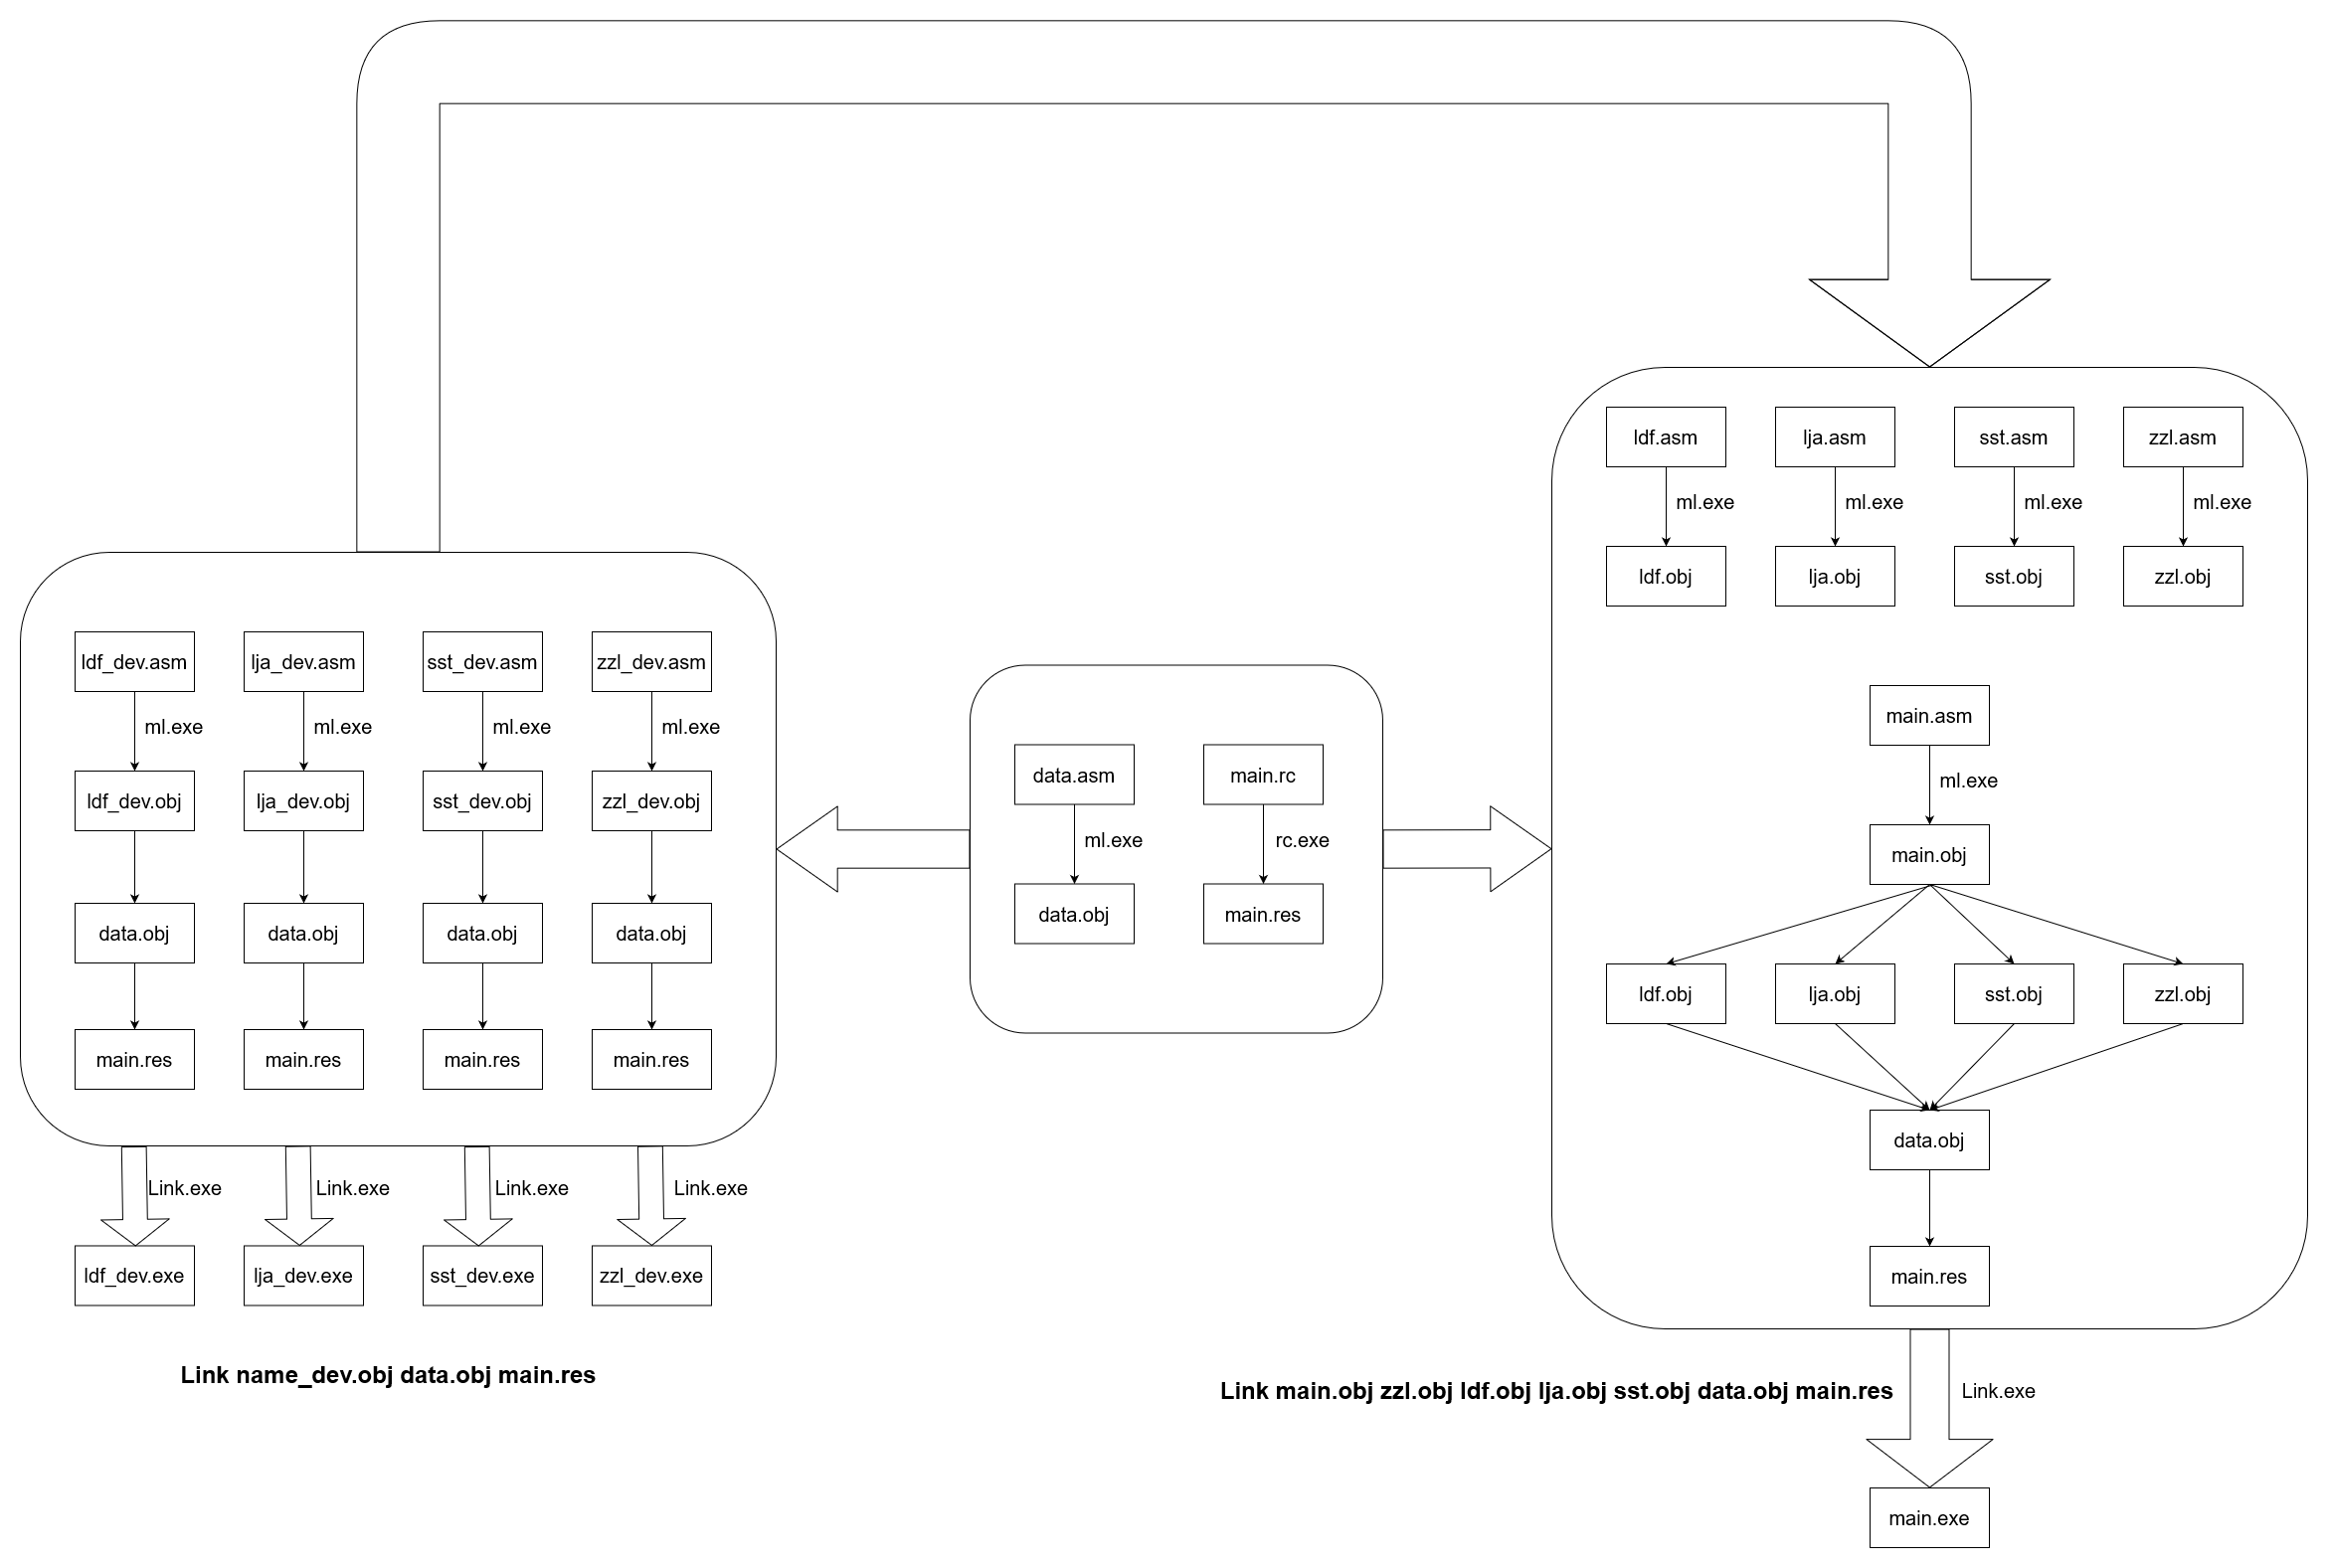 ldf_dev.asm lja_dev.asm sst_dev.asm zzl_dev.asm
ml.exe ml.exe ml.exe ml.exe
ldf_dev.obj lja_dev.obj sst_dev.obj zzl_dev.obj
data.obj data.obj data.obj data.obj
main.res main.res main.res main.res
Link.exe Link.exe Link.exe Link.exe
ldf_dev.exe lja_dev.exe sst_dev.exe zzl_dev.exe
Link name_dev.obj data.obj main.res
data.asm main.rc
ml.exe rc.exe
data.obj main.res
ldf.asm lja.asm sst.asm zzl.asm
ml.exe ml.exe ml.exe ml.exe
ldf.obj lja.obj sst.obj zzl.obj
main.asm
ml.exe
main.obj
ldf.obj lja.obj sst.obj zzl.obj
data.obj
main.res
Link main.obj zzl.obj ldf.obj lja.obj sst.obj data.obj main.res
Link.exe
main.exe